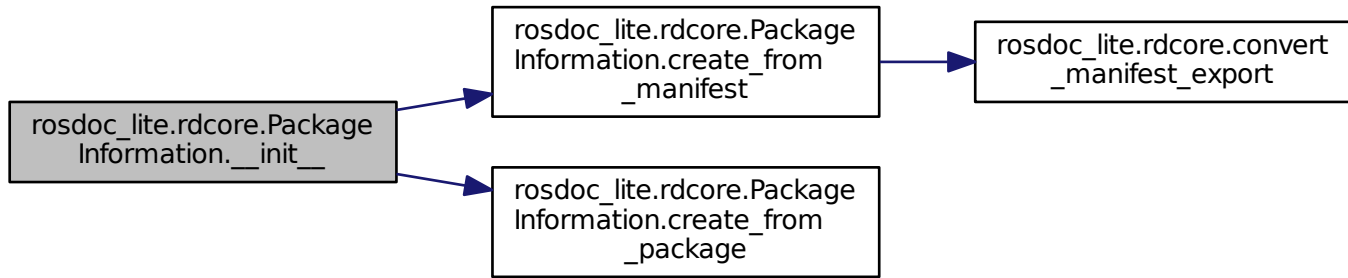 rosdoc_lite.rdcore.Package
Information.__init__
rosdoc_lite.rdcore.Package
Information.create_from
_manifest
rosdoc_lite.rdcore.convert
_manifest_export
rosdoc_lite.rdcore.Package
Information.create_from
_package